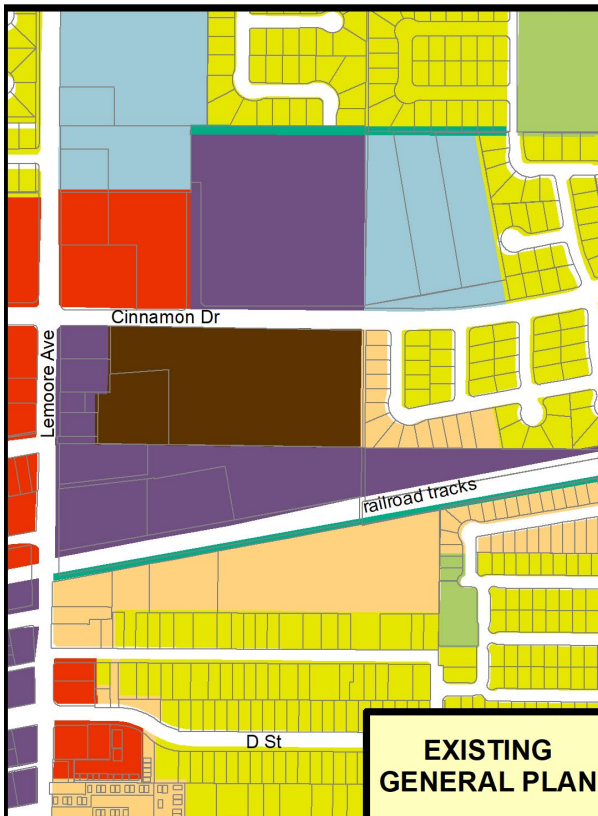 Cinnamon Dr
Lemoore Ave
railroad tracks
D St
EXISTING
GENERAL PLAN